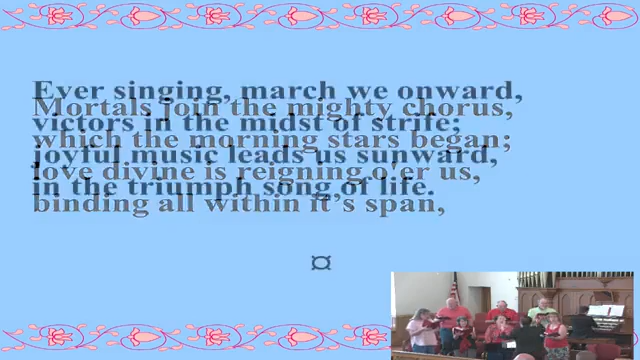 Ever singing, march we onward,
Mortals join the mighty chorus,
victors in the midst of strife;
which the morning stars began;
joyful music leads us sunward,
love divine is reigning o'er us,
in the triumph song of life.
binding all within it's span,
¤